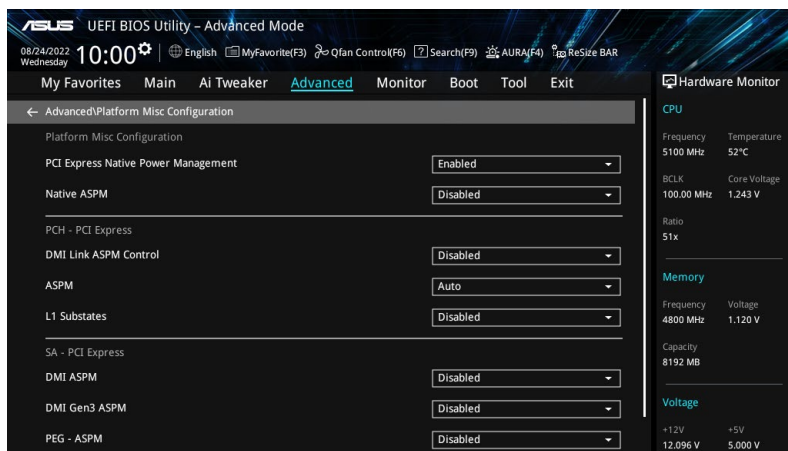 ASUS UEFI BIOS Utility – Advanced Mode
08/24/2022 Wednesday 10:00 English MyFavorite(F3) Qfan Control(F6) ? Search(F9) AURA(F4) ReSize BAR
My Favorites Main Ai Tweaker Advanced Monitor Boot Tool Exit
← Advanced\Platform Misc Configuration
Platform Misc Configuration
PCI Express Native Power Management Enabled
Native ASPM Disabled
PCH - PCI Express
DMI Link ASPM Control Disabled
ASPM Auto
L1 Substates Disabled
SA - PCI Express
DMI ASPM Disabled
DMI Gen3 ASPM Disabled
PEG - ASPM Disabled
Hardware Monitor
CPU
Frequency Temperature
5100 MHz 52°C
BCLK Core Voltage
100.00 MHz 1.243 V
Ratio
51x
Memory
Frequency Voltage
4800 MHz 1.120 V
Capacity
8192 MB
Voltage
+12V +5V
12.096 V 5.000 V